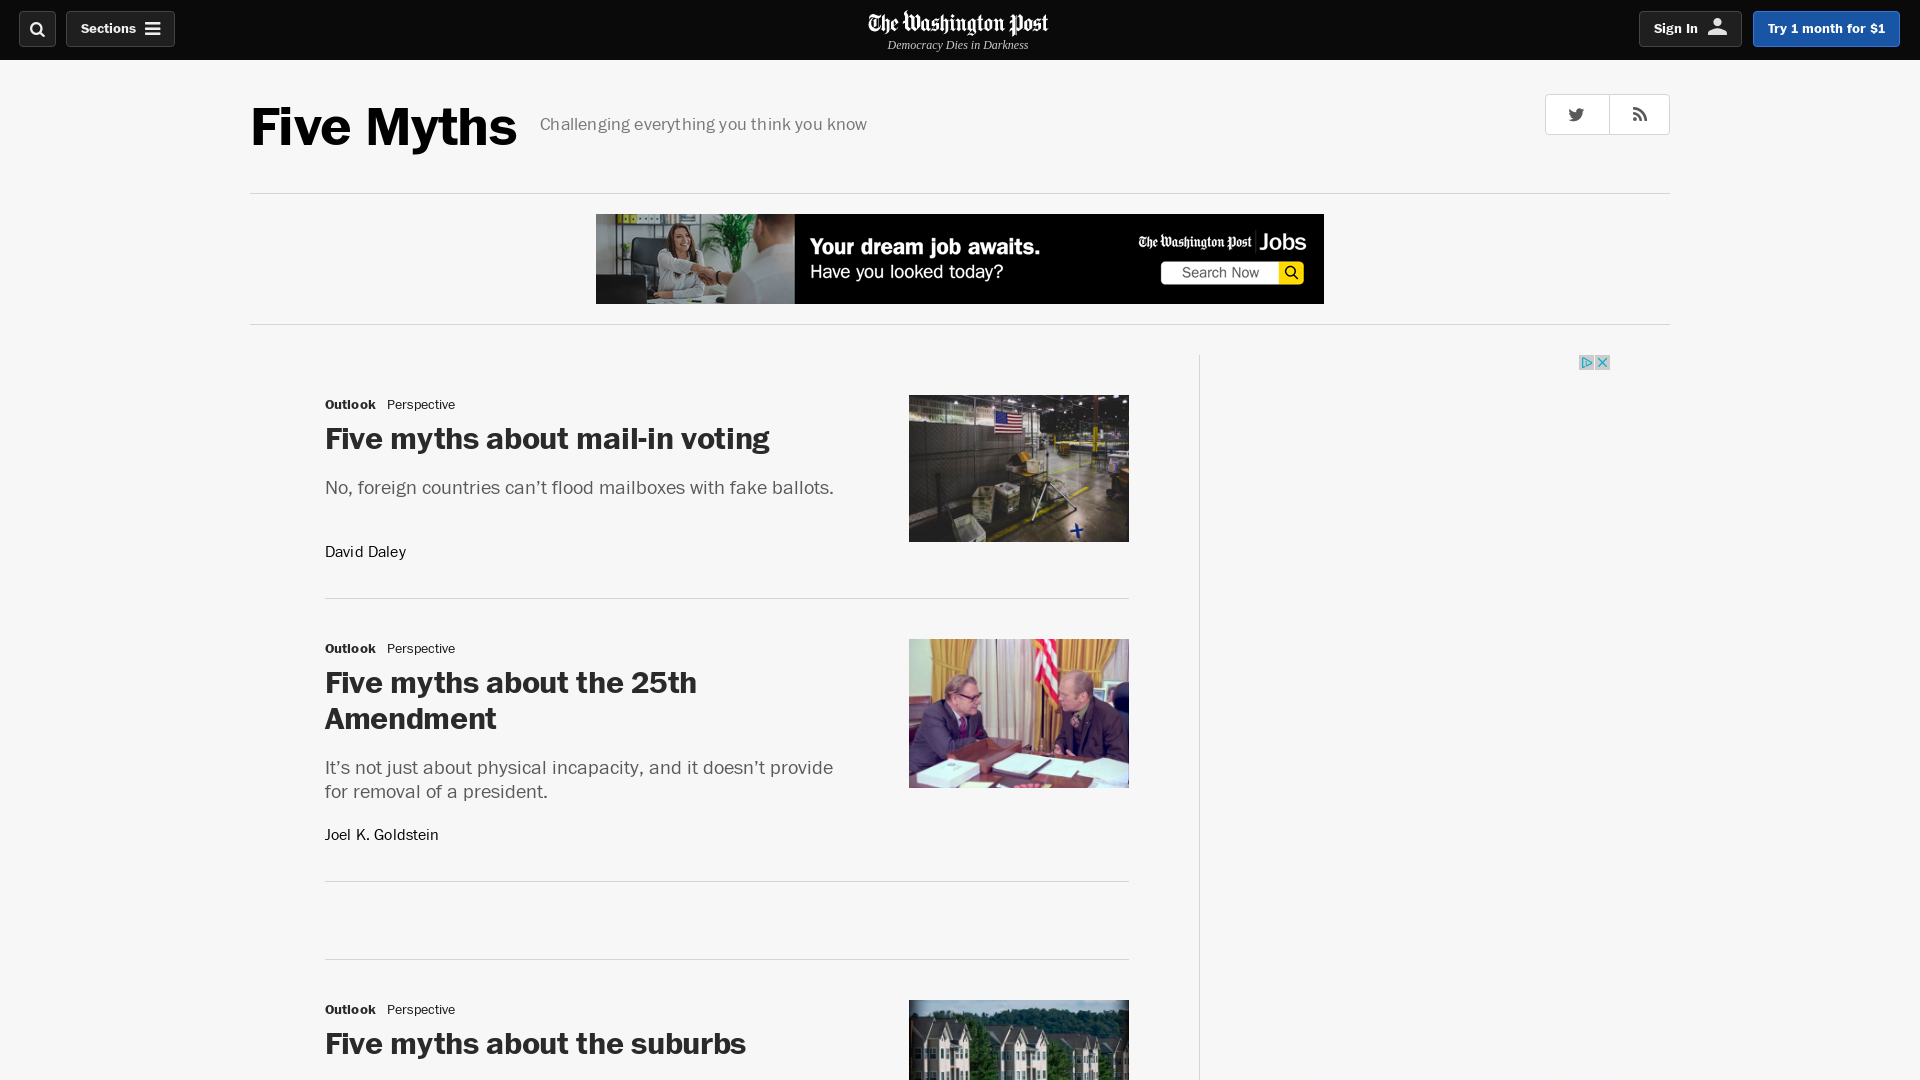 Sections
The Washington Post
Democracy Dies in Darkness
Sign In
Try 1 month for $1
Five Myths
Challenging everything you think you know
Your dream job awaits.
Have you looked today?
The Washington Post Jobs
Search Now
Outlook Perspective
Five myths about mail-in voting
No, foreign countries can’t flood mailboxes with fake ballots.
David Daley
Outlook Perspective
Five myths about the 25th
Amendment
It’s not just about physical incapacity, and it doesn’t provide
for removal of a president.
Joel K. Goldstein
Outlook Perspective
Five myths about the suburbs